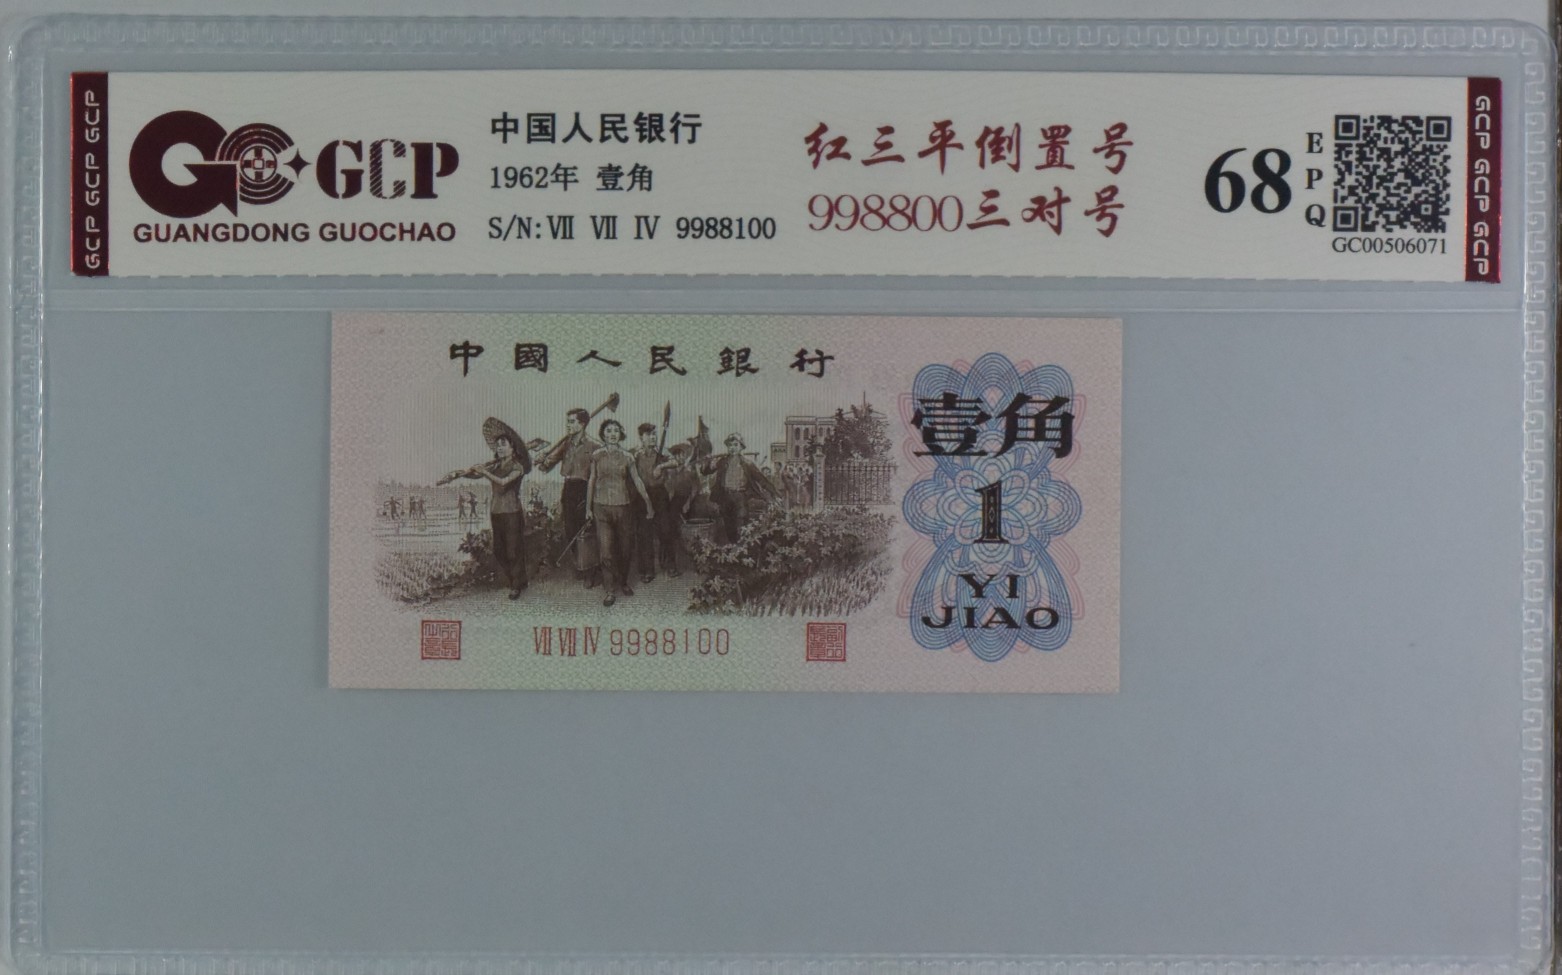 GCP GCP GCP
GCP
GUANGDONG GUOCHAO
中国人民银行
1962年 壹角
S/N: Ⅶ Ⅶ Ⅳ 9988100
红三平倒置号
998800三对号
68
EPQ
GC00506071
GCP GCP GCP
中國人民銀行
壹角
1
YI
JIAO
Ⅶ Ⅶ Ⅳ 9988100